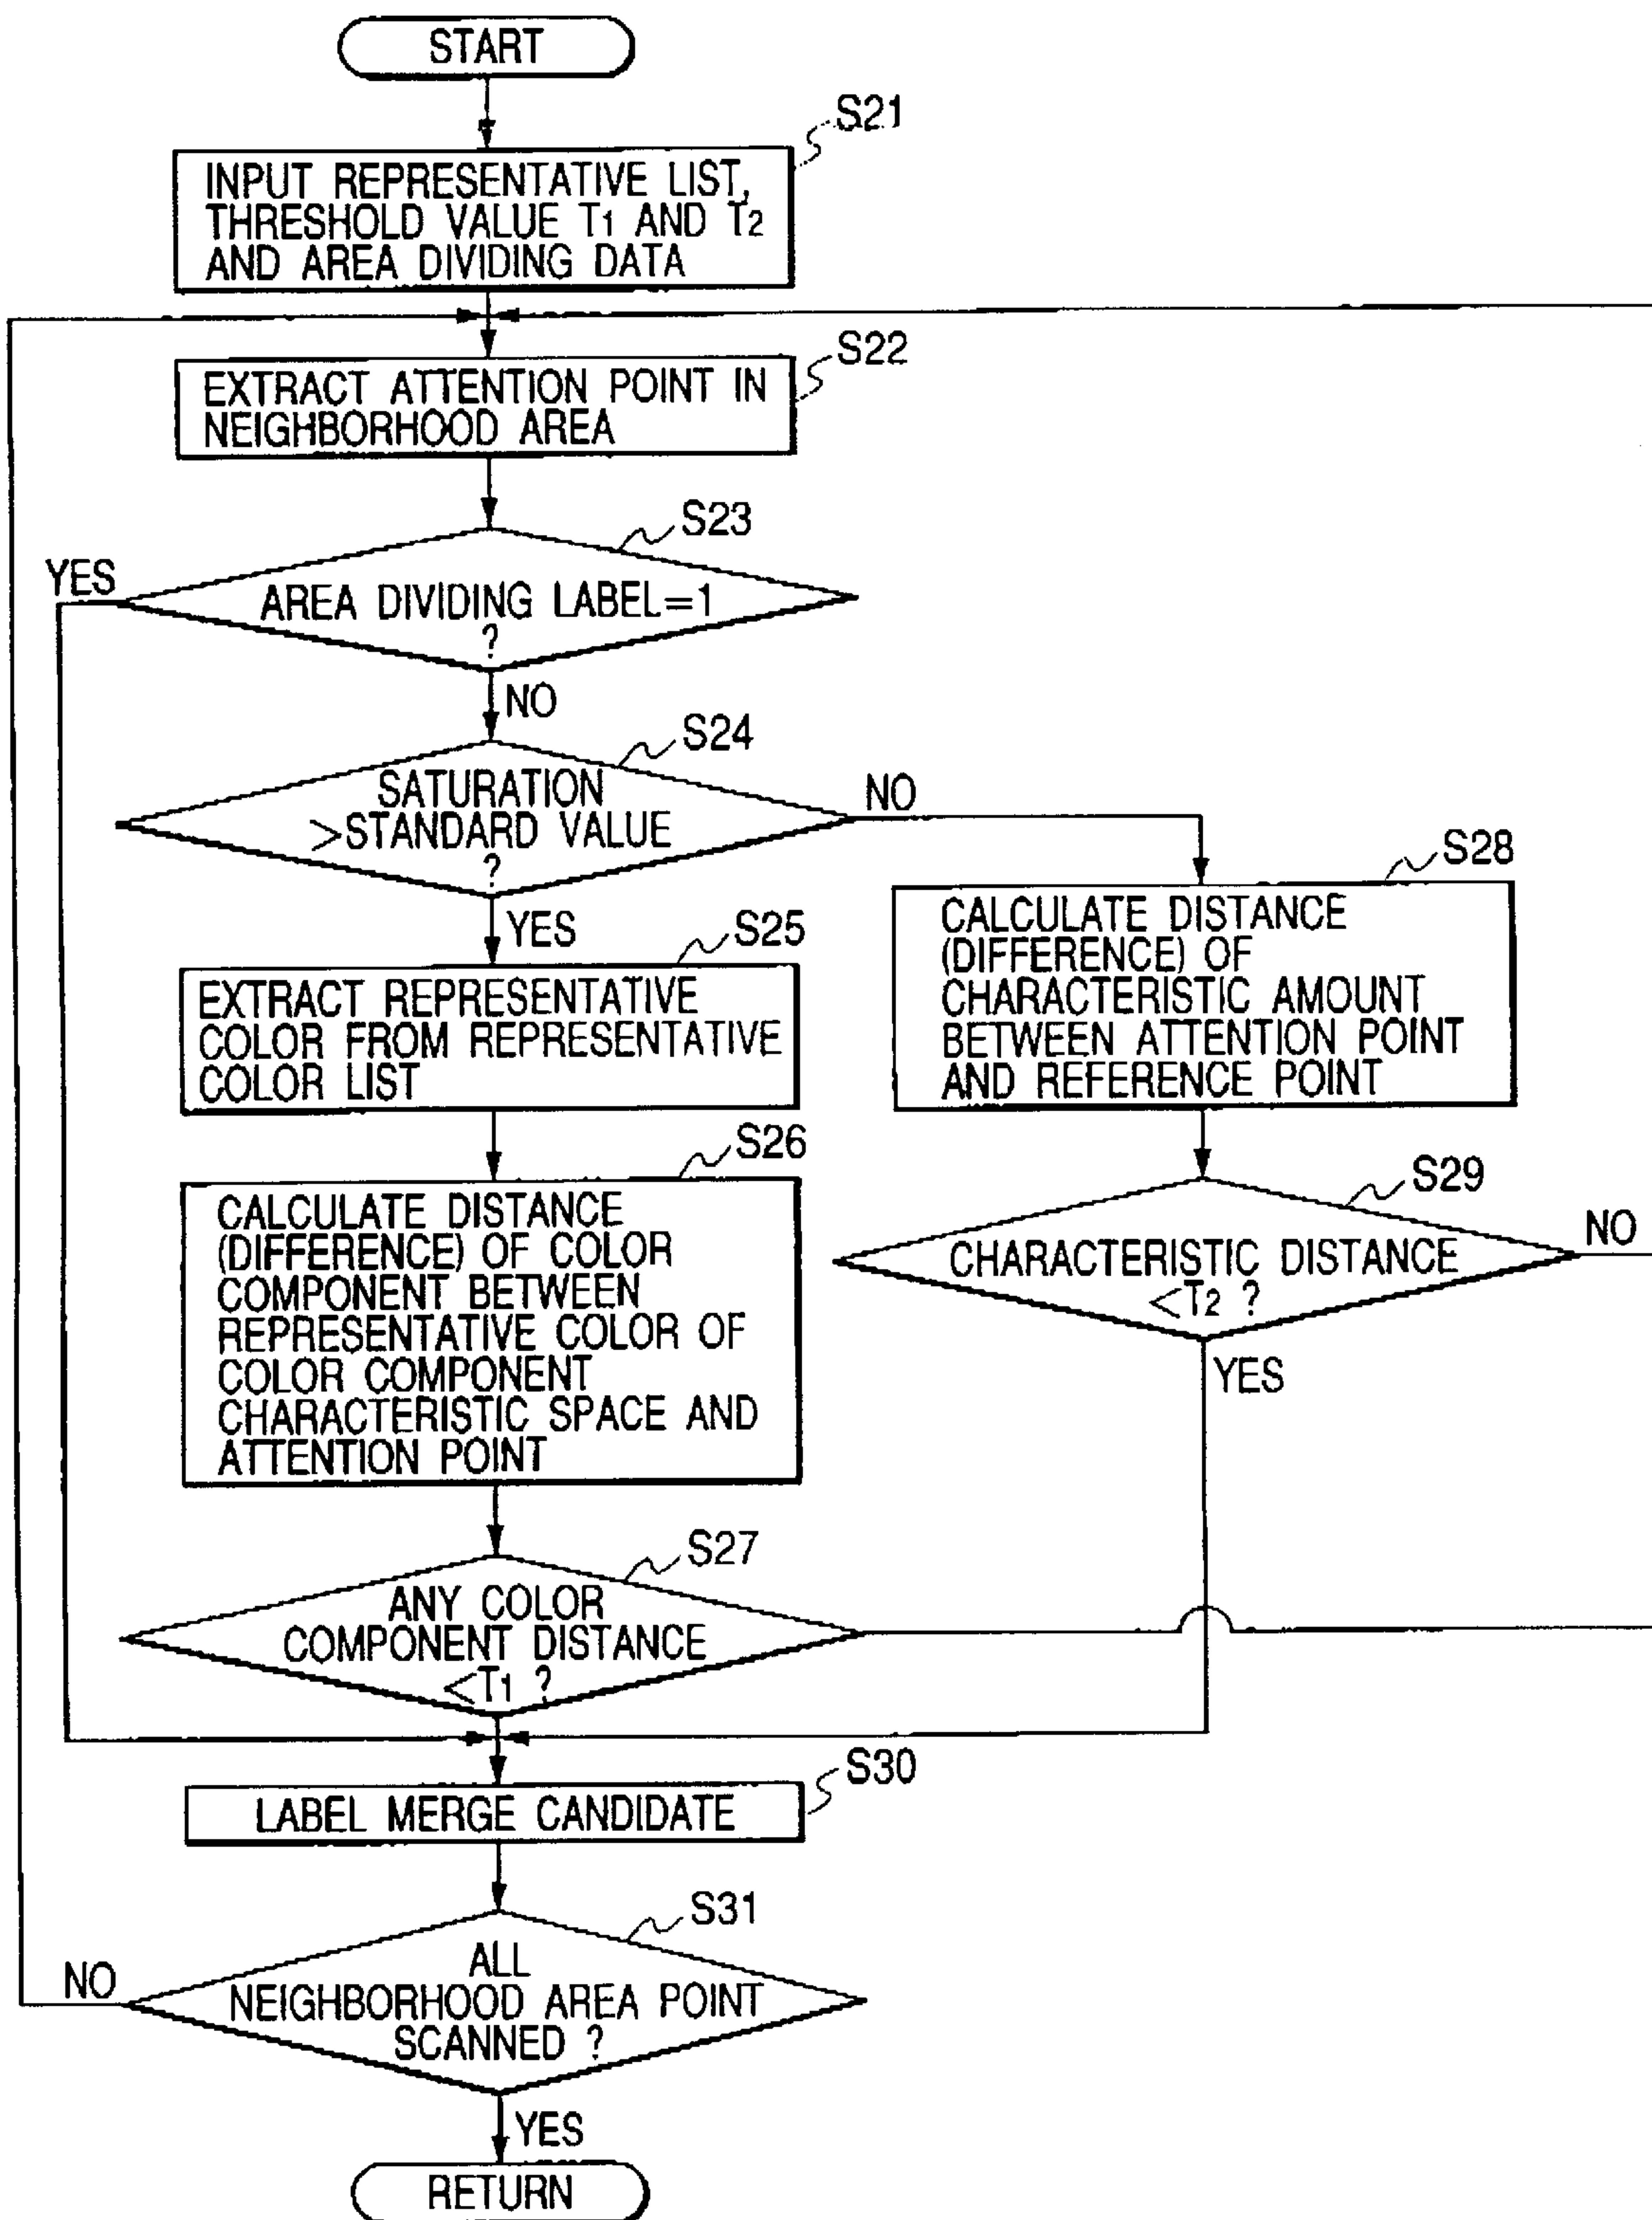 START
S21
INPUT REPRESENTATIVE LIST,
THRESHOLD VALUE T1 AND T2
AND AREA DIVIDING DATA
S22
EXTRACT ATTENTION POINT IN
NEIGHBORHOOD AREA
S23
YES
AREA DIVIDING LABEL=1
?
NO
S24
SATURATION
>STANDARD VALUE
?
NO
YES
S25
EXTRACT REPRESENTATIVE
COLOR FROM REPRESENTATIVE
COLOR LIST
S28
CALCULATE DISTANCE
(DIFFERENCE) OF
CHARACTERISTIC AMOUNT
BETWEEN ATTENTION POINT
AND REFERENCE POINT
S26
CALCULATE DISTANCE
(DIFFERENCE) OF COLOR
COMPONENT BETWEEN
REPRESENTATIVE COLOR OF
COLOR COMPONENT
CHARACTERISTIC SPACE AND
ATTENTION POINT
S29
CHARACTERISTIC DISTANCE
<T2 ?
NO
YES
S27
ANY COLOR
COMPONENT DISTANCE
<T1 ?
S30
LABEL MERGE CANDIDATE
S31
ALL
NEIGHBORHOOD AREA POINT
SCANNED ?
NO
YES
RETURN